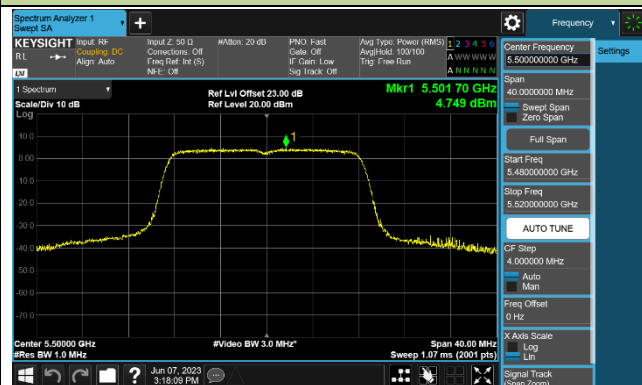 Spectrum Analyzer 1
Swept SA
+
Frequency
KEYSIGHT
RL
LXI
Input: RF
Coupling: DC
Align: Auto
Input Z: 50 Ω
Corrections: Off
Freq Ref: Int (S)
NFE: Off
#Atten: 20 dB
PNO: Fast
Gate: Off
IF Gain: Low
Sig Track: Off
Avg Type: Power (RMS)
Avg|Hold: 100/100
Trig: Free Run
1 2 3 4 5 6
A W W W W W
A N N N N N
1 Spectrum
Scale/Div 10 dB
Log
Ref Lvl Offset 23.00 dB
Ref Level 20.00 dBm
Mkr1 5.501 70 GHz
4.749 dBm
1
10.0
0.00
-10.0
-20.0
-30.0
-40.0
-50.0
-60.0
-70.0
Center 5.50000 GHz
#Res BW 1.0 MHz
#Video BW 3.0 MHz*
Span 40.00 MHz
Sweep 1.07 ms (2001 pts)
Jun 07, 2023
3:18:09 PM
Center Frequency
5.500000000 GHz
Settings
Span
40.0000000 MHz
Swept Span
Zero Span
Full Span
Start Freq
5.480000000 GHz
Stop Freq
5.520000000 GHz
AUTO TUNE
CF Step
4.000000 MHz
Auto
Man
Freq Offset
0 Hz
X Axis Scale
Log
Lin
Signal Track
(Span Zoom)